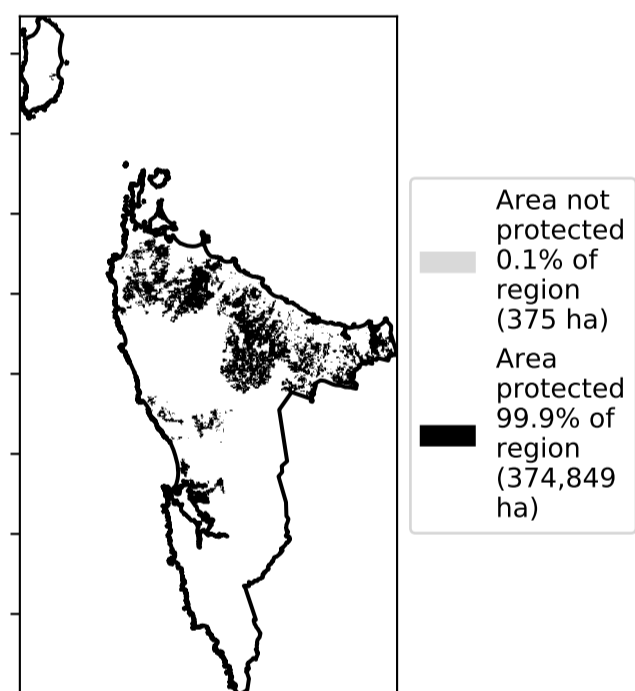 Area not
protected
0.1% of
region
(375 ha)
Area
protected
99.9% of
region
(374,849
ha)